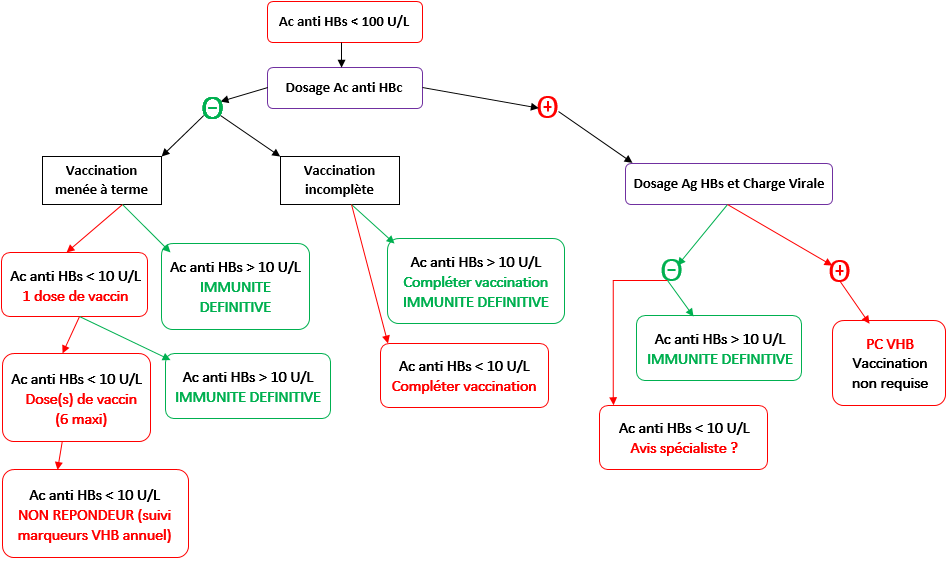 Ac anti HBs < 100 U/L
Dosage Ac anti HBc
−
+
Vaccination
menée à terme
Vaccination
incomplète
Dosage Ag HBs et Charge Virale
Ac anti HBs < 10 U/L
1 dose de vaccin
Ac anti HBs > 10 U/L
IMMUNITE
DEFINITIVE
Ac anti HBs > 10 U/L
Compléter vaccination
IMMUNITE DEFINITIVE
−
+
Ac anti HBs > 10 U/L
IMMUNITE DEFINITIVE
PC VHB
Vaccination
non requise
Ac anti HBs < 10 U/L
Dose(s) de vaccin
(6 maxi)
Ac anti HBs > 10 U/L
IMMUNITE DEFINITIVE
Ac anti HBs < 10 U/L
Compléter vaccination
Ac anti HBs < 10 U/L
Avis spécialiste ?
Ac anti HBs < 10 U/L
NON REPONDEUR (suivi
marqueurs VHB annuel)